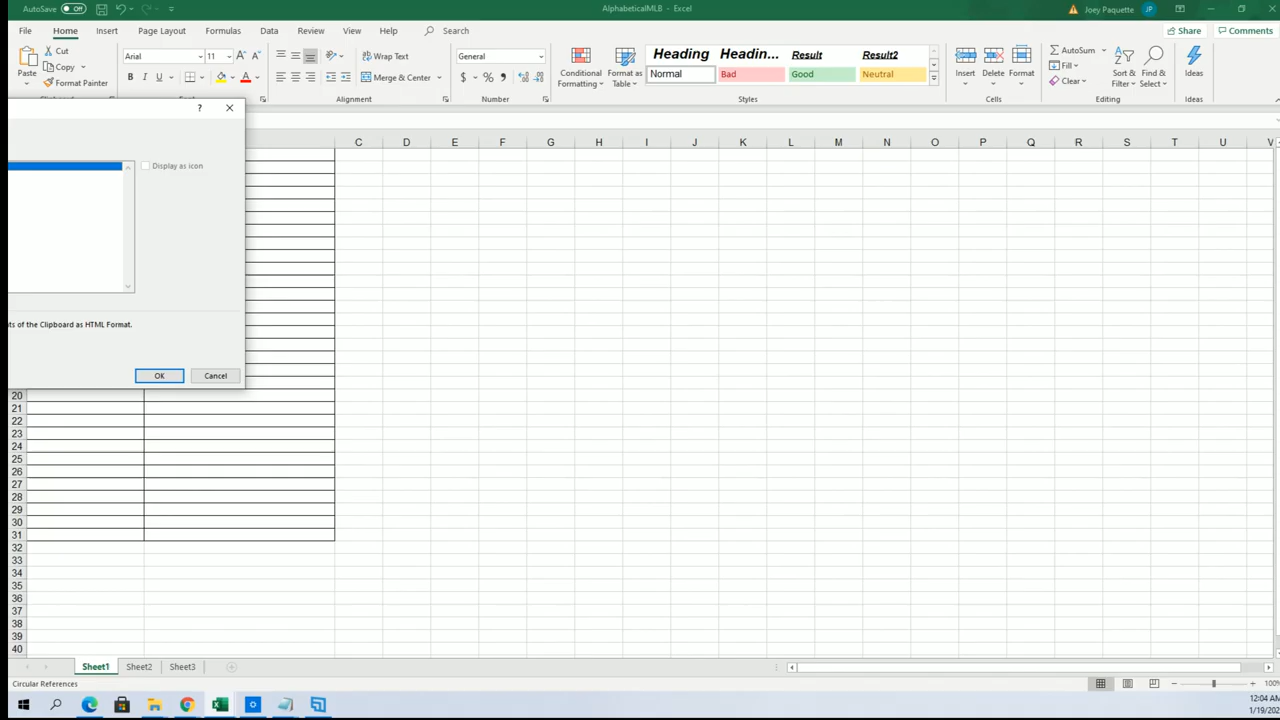 AutoSave Off AlphabeticalMLB - Excel Joey Paquette JP
File Home Insert Page Layout Formulas Data Review View Help Search Share Comments
Cut
Copy
Format Painter
Paste
Arial 11
B I U
Wrap Text
Merge & Center
General
$ % ,
Conditional Formatting
Format as Table
Heading Headin... Result Result2
Normal Bad Good Neutral
Insert Delete Format
AutoSum
Fill
Clear
Sort & Filter
Find & Select
Ideas
Alignment Number Styles Cells Editing Ideas
?
Display as icon
of the Clipboard as HTML Format.
OK Cancel
C D E F G H I J K L M N O P Q R S T U V
20
21
22
23
24
25
26
27
28
29
30
31
32
33
34
35
36
37
38
39
40
Sheet1 Sheet2 Sheet3
Circular References 100%
12:04 AM